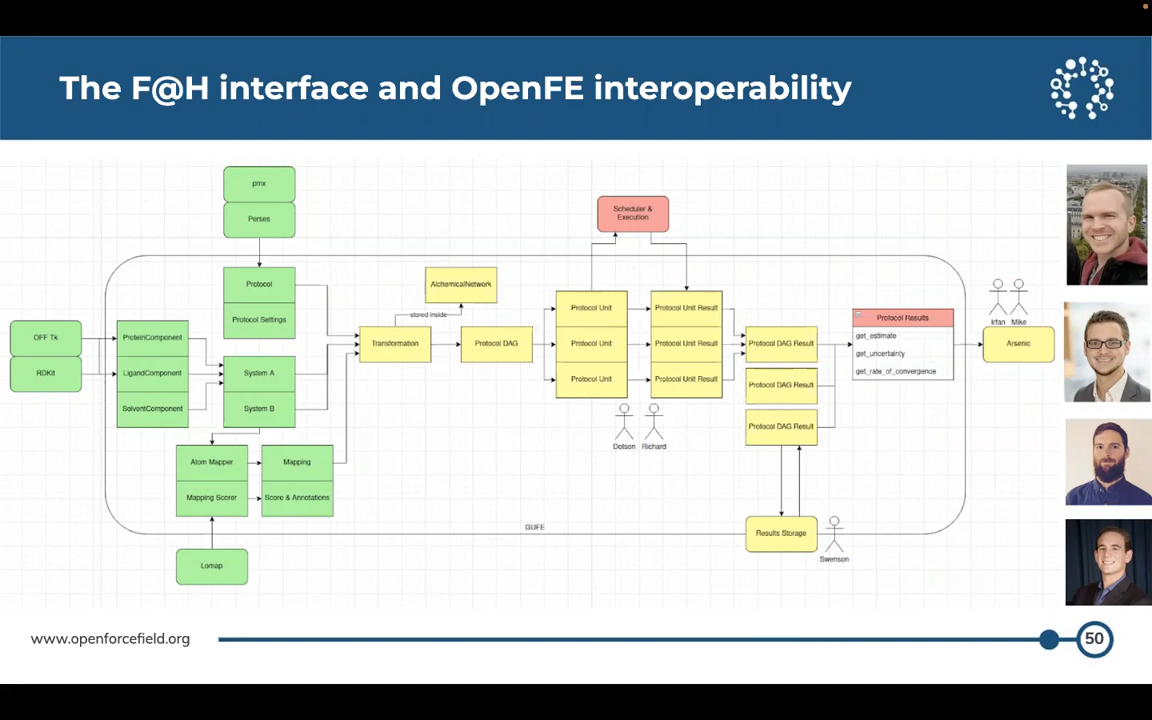 The F@H interface and OpenFE interoperability
pmx
Perses
Scheduler &
Execution
Protocol
Protocol Settings
AlchemicalNetwork
stored inside
OFF Tk
RDKit
ProteinComponent
LigandComponent
SolventComponent
System A
System B
Transformation
Protocol DAG
Protocol Unit
Protocol Unit
Protocol Unit
Protocol Unit Result
Protocol Unit Result
Protocol Unit Result
Protocol DAG Result
Protocol DAG Result
Protocol DAG Result
Protocol Results
get_estimate
get_uncertainty
get_rate_of_convergence
Irfan Mike
Arsenic
Dotson Richard
Atom Mapper
Mapping Scorer
Mapping
Score & Annotations
GUFE
Results Storage
Swenson
Lomap
www.openforcefield.org
50